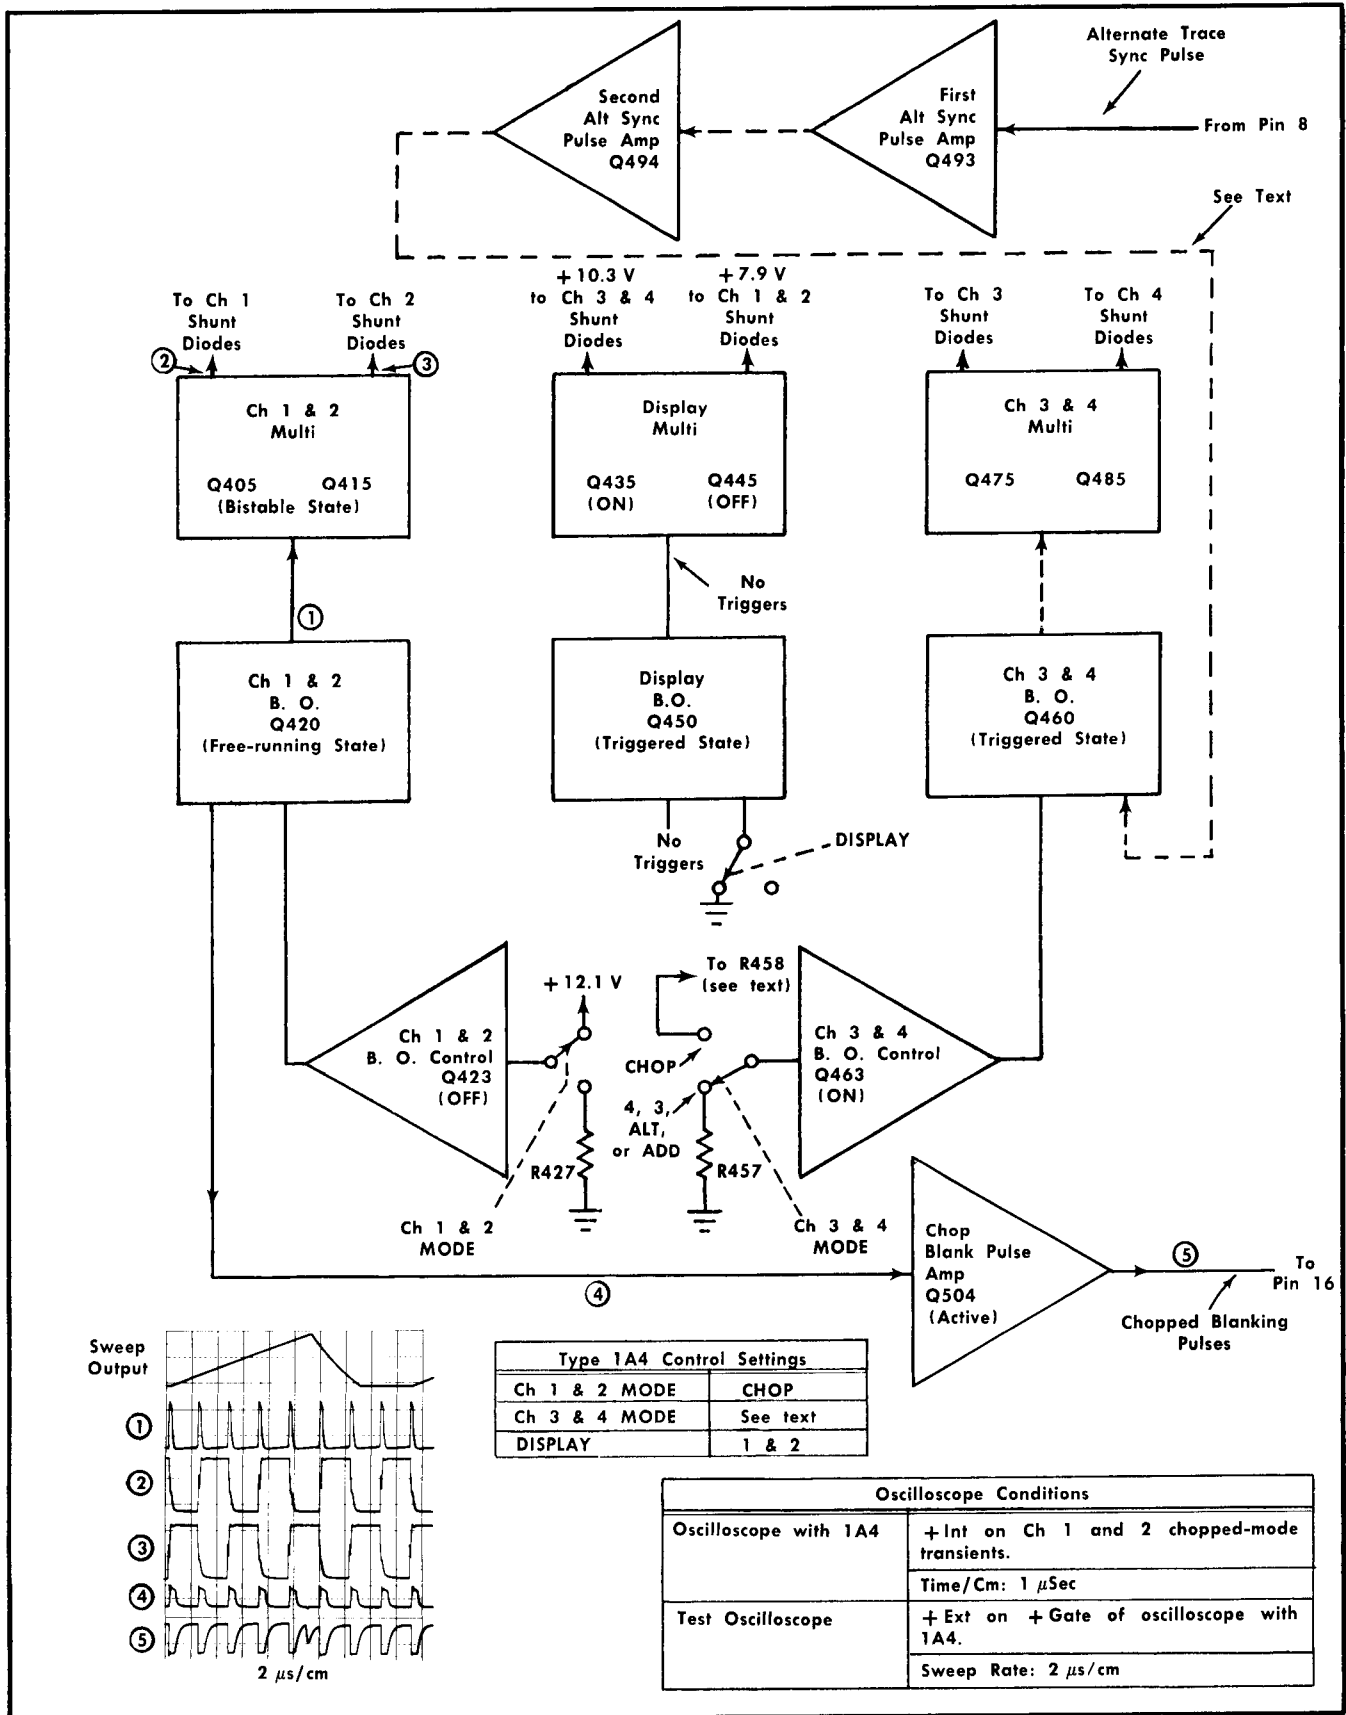 Alternate Trace
Sync Pulse
Second
Alt Sync
Pulse Amp
Q494
First
Alt Sync
Pulse Amp
Q493
From Pin 8
See Text
To Ch 1
Shunt
Diodes
To Ch 2
Shunt
Diodes
+10.3 V
to Ch 3 & 4
Shunt
Diodes
+7.9 V
to Ch 1 & 2
Shunt
Diodes
To Ch 3
Shunt
Diodes
To Ch 4
Shunt
Diodes
2
3
Ch 1 & 2
Multi
Q405 Q415
(Bistable State)
Display
Multi
Q435 Q445
(ON) (OFF)
Ch 3 & 4
Multi
Q475 Q485
No
Triggers
1
Ch 1 & 2
B. O.
Q420
(Free-running State)
Display
B.O.
Q450
(Triggered State)
Ch 3 & 4
B. O.
Q460
(Triggered State)
No
Triggers
DISPLAY
+12.1 V
To R458
(see text)
Ch 1 & 2
B. O. Control
Q423
(OFF)
CHOP
4, 3,
ALT,
or ADD
Ch 3 & 4
B. O. Control
Q463
(ON)
R427
R457
Ch 1 & 2
MODE
Ch 3 & 4
MODE
4
Chop
Blank Pulse
Amp
Q504
(Active)
5
To
Pin 16
Chopped Blanking
Pulses
Sweep
Output
1
2
3
4
5
2 μs/cm
Type 1A4 Control Settings
Ch 1 & 2 MODE CHOP
Ch 3 & 4 MODE See text
DISPLAY 1 & 2
Oscilloscope Conditions
Oscilloscope with 1A4 +Int on Ch 1 and 2 chopped-mode
transients.
Time/Cm: 1 μSec
Test Oscilloscope +Ext on +Gate of oscilloscope with
1A4.
Sweep Rate: 2 μs/cm